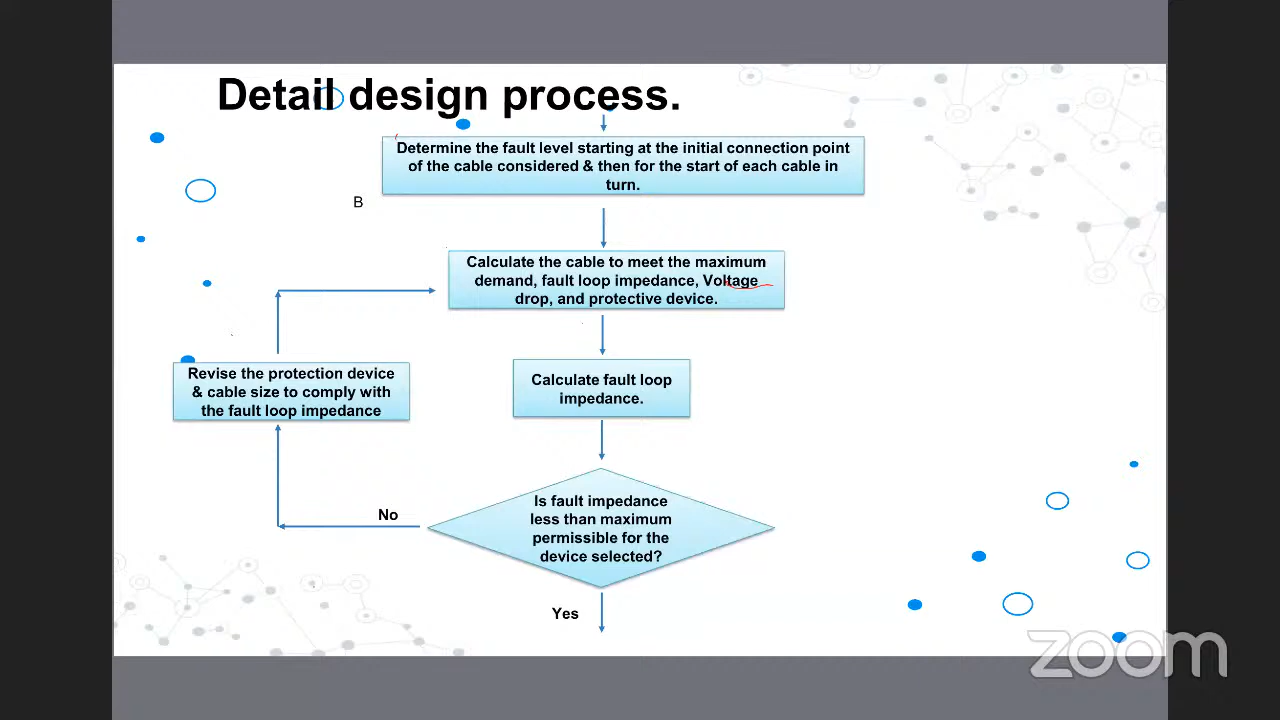 Detail design process.
Determine the fault level starting at the initial connection point
of the cable considered & then for the start of each cable in
turn.
B
Calculate the cable to meet the maximum
demand, fault loop impedance, Voltage
drop, and protective device.
Revise the protection device
& cable size to comply with
the fault loop impedance
Calculate fault loop
impedance.
Is fault impedance
less than maximum
permissible for the
device selected?
No
Yes
zoom